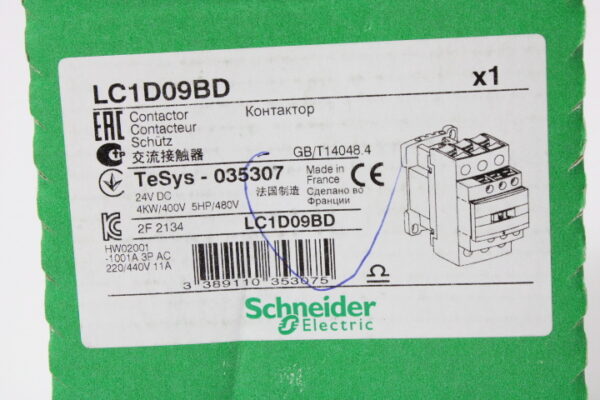 LC1D09BD x1
EAC Contactor Контактор
Contacteur
Schütz
交流接触器 GB/T14048.4
TeSys - 035307 Made in France CE
24V DC 法国制造 Сделано во Франции
4KW/400V 5HP/480V
2F 2134 LC1D09BD
HW02001
-1001A 3P AC
220/440V 11A
3 389110 353075
Schneider
Electric